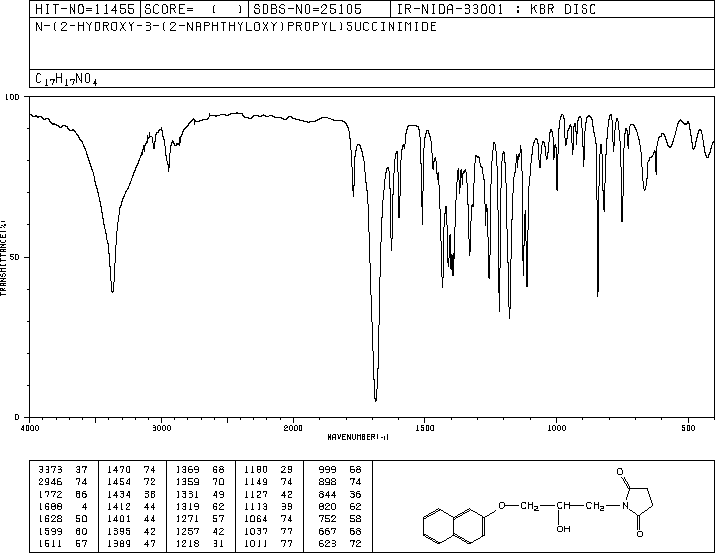 HIT-NO=11455 SCORE= ( ) SDBS-NO=25105 IR-NIDA-33001 : KBR DISC
N-(2-HYDROXY-3-(2-NAPHTHYLOXY)PROPYL)SUCCINIMIDE
C17H17NO4
100
50
0
TRANSMITTANCE(%)
4000 3000 2000 1500 1000 500
WAVENUMBER(-1)
3373 37 1470 74 1369 68 1180 29 999 68
2946 74 1454 72 1359 70 1149 74 898 74
1772 66 1434 38 1331 49 1127 42 844 36
1688 4 1412 44 1319 62 1113 39 820 62
1628 50 1401 44 1271 57 1064 74 752 58
1599 60 1395 42 1257 42 1037 77 667 68
1511 57 1389 47 1218 31 1011 77 623 72
O
O CH2 CH CH2 N
OH O